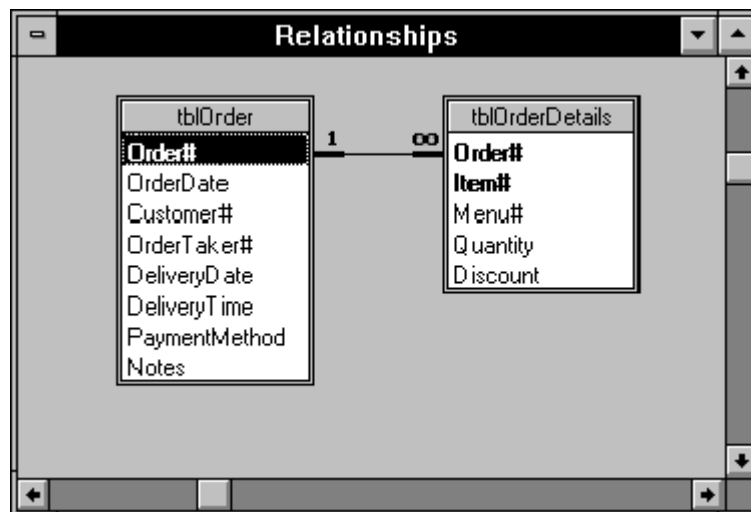 Relationships
tblOrder
Order#
OrderDate
Customer#
OrderTaker#
DeliveryDate
DeliveryTime
PaymentMethod
Notes
1 ∞
tblOrderDetails
Order#
Item#
Menu#
Quantity
Discount